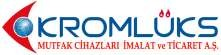 KROMLÜKS
MUTFAK CİHAZLARI İMALAT ve TİCARET A.Ş.